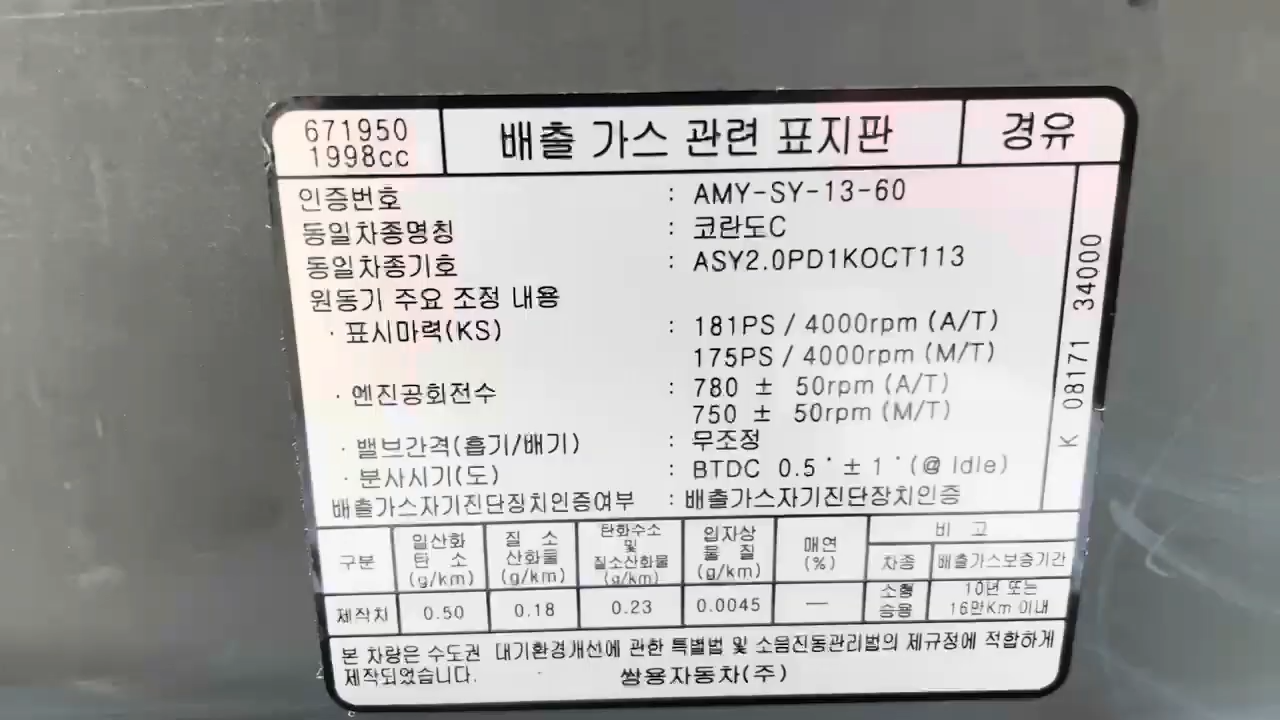 671950
1998cc
배출 가스 관련 표지판
경유
인증번호 : AMY-SY-13-60
동일차종명칭 : 코란도C
동일차종기호 : ASY2.0PD1KOCT113
원동기 주요 조정 내용
· 표시마력(KS) : 181PS / 4000rpm (A/T)
175PS / 4000rpm (M/T)
· 엔진공회전수 : 780 ± 50rpm (A/T)
750 ± 50rpm (M/T)
· 밸브간격(흡기/배기) : 무조정
· 분사시기(도) : BTDC 0.5˚ ± 1˚ (@ Idle)
배출가스자기진단장치인증여부 : 배출가스자기진단장치인증
K 08171 34000
구분
일산화
탄 소
(g/km)
질 소
산화물
(g/km)
탄화수소
및
질소산화물
(g/km)
입자상
물 질
(g/km)
매연
(%)
비 고
차종
배출가스보증기간
제작치 0.50 0.18 0.23 0.0045 —
소형
승용
10년 또는
16만Km 이내
본 차량은 수도권 대기환경개선에 관한 특별법 및 소음진동관리법의 제규정에 적합하게
제작되었습니다. 쌍용자동차(주)